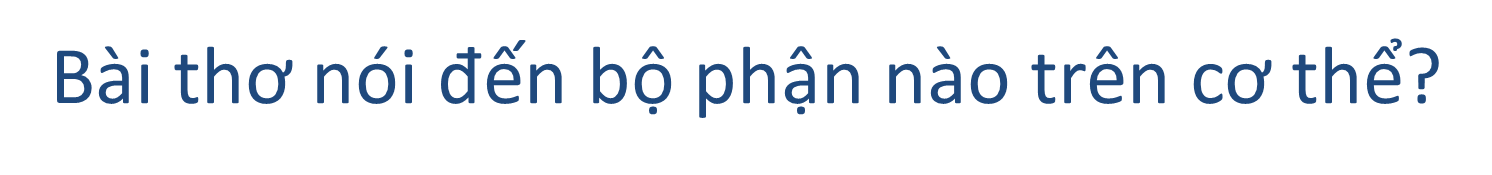 Bài thơ nói đến bộ phận nào trên cơ thể?